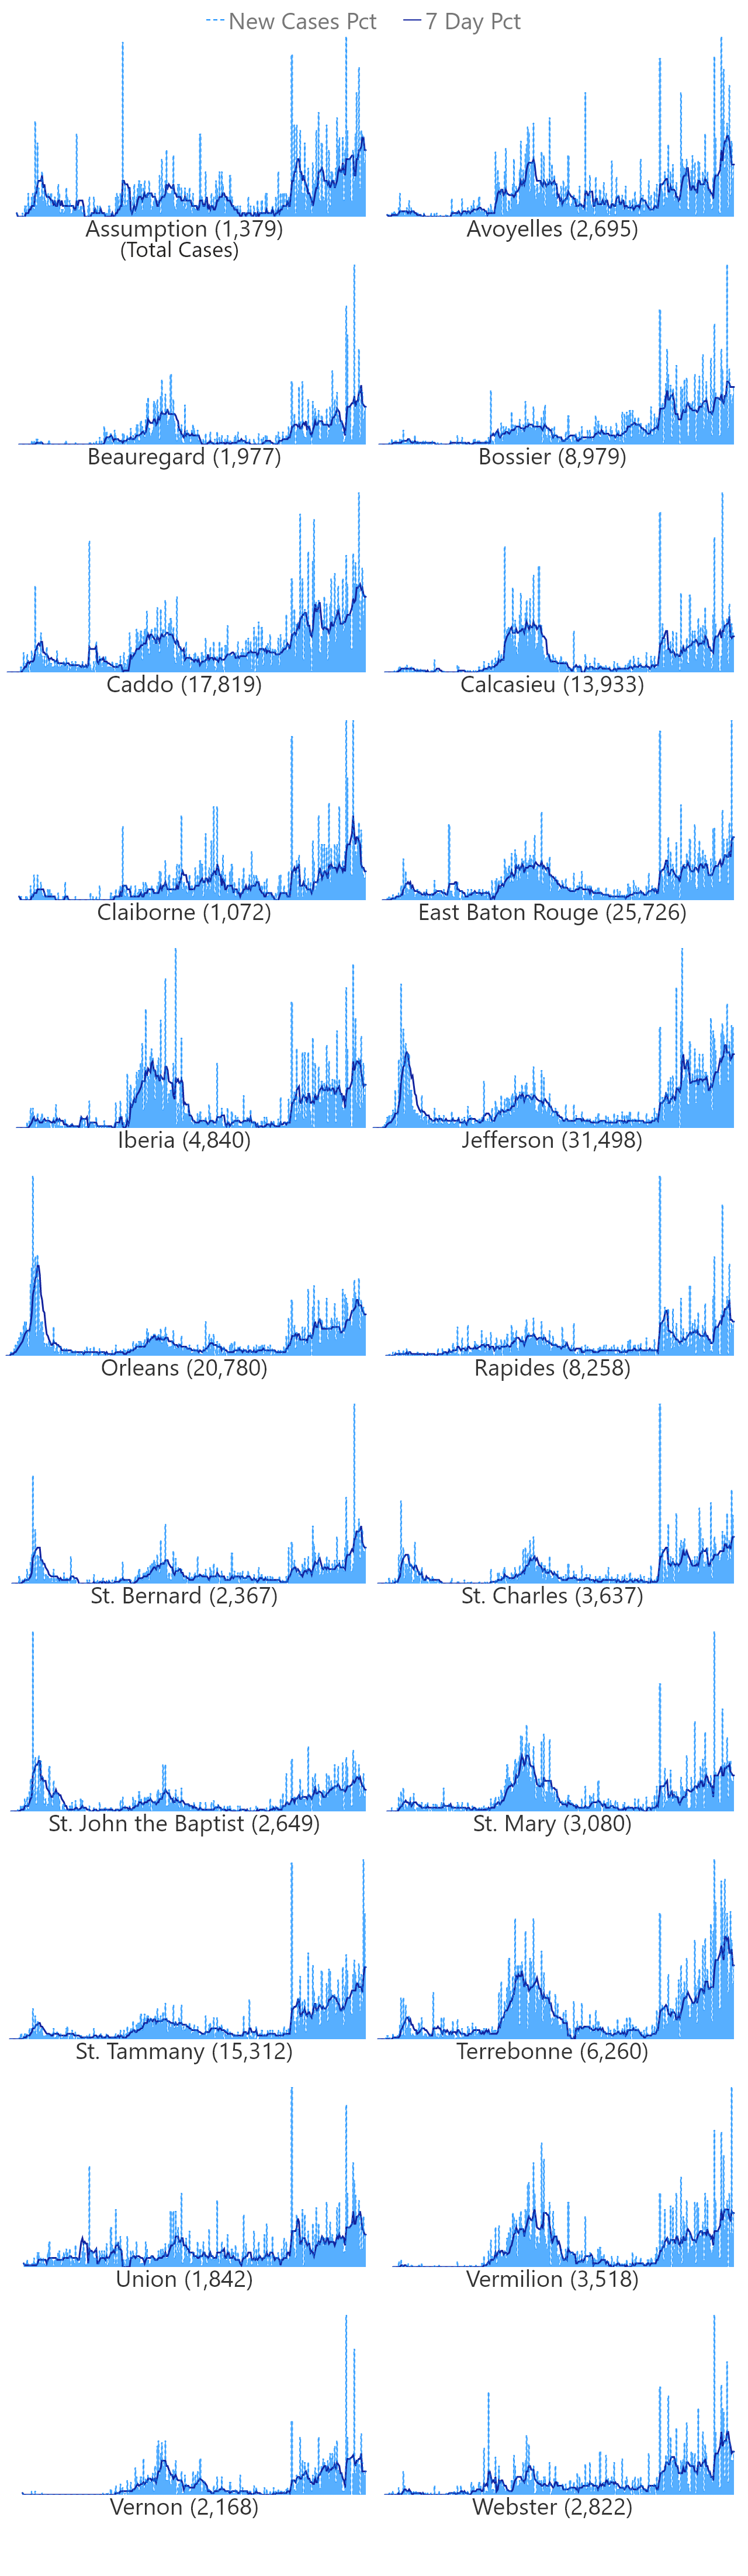 New Cases Pct 7 Day Pct
Assumption (1,379) Avoyelles (2,695)
(Total Cases)
Beauregard (1,977) Bossier (8,979)
Caddo (17,819) Calcasieu (13,933)
Claiborne (1,072) East Baton Rouge (25,726)
Iberia (4,840) Jefferson (31,498)
Orleans (20,780) Rapides (8,258)
St. Bernard (2,367) St. Charles (3,637)
St. John the Baptist (2,649) St. Mary (3,080)
St. Tammany (15,312) Terrebonne (6,260)
Union (1,842) Vermilion (3,518)
Vernon (2,168) Webster (2,822)